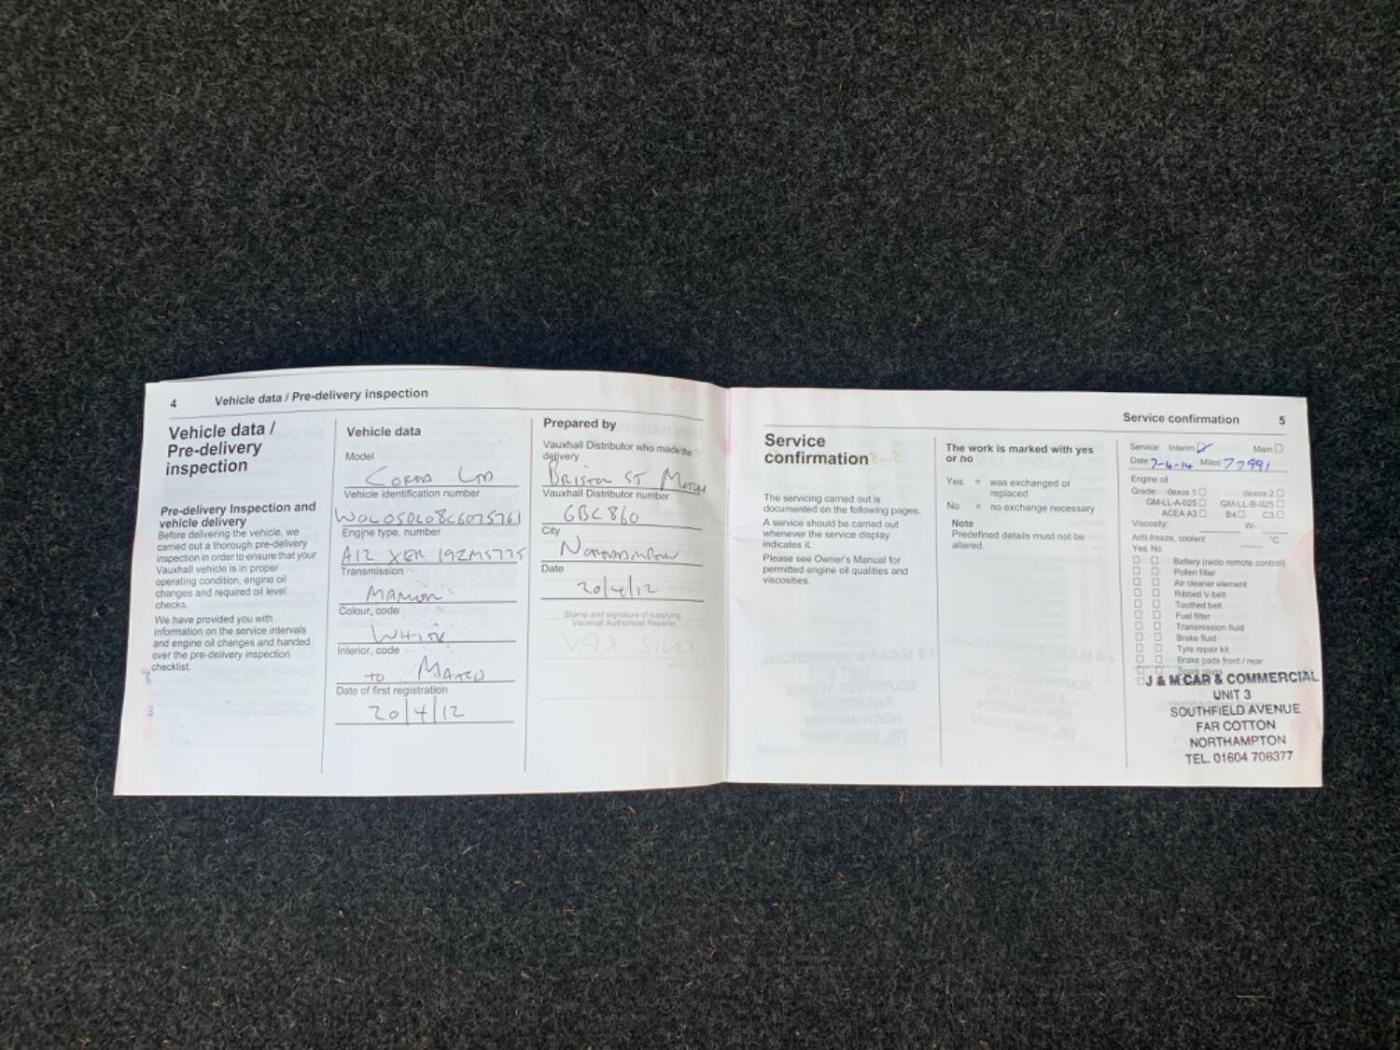 4 Vehicle data / Pre-delivery inspection
Vehicle data /
Pre-delivery
inspection
Pre-delivery Inspection and
vehicle delivery
Before delivering the vehicle, we
carried out a thorough pre-delivery
inspection in order to ensure that your
Vauxhall vehicle is in proper
operating condition, engine oil
changes and required oil level
checks.
We have provided you with
information on the service intervals
and engine oil changes and handed
over the pre-delivery inspection
checklist.
Vehicle data
Model
Vehicle identification number
W0L0SDL08C6075761
Engine type, number
A12 XER 19ZM5775
Transmission
Colour, code
White
Interior, code
to
Date of first registration
20/4/12
Prepared by
Vauxhall Distributor who made the
delivery
Bristol St
Vauxhall Distributor number
GBC 860
City
Date
20/4/12
Stamp and signature of supplying
Vauxhall Authorised Repairer
Service confirmation 5
Service
confirmation
The servicing carried out is
documented on the following pages.
A service should be carried out
whenever the service display
indicates it.
Please see Owner's Manual for
permitted engine oil qualities and
viscosities.
The work is marked with yes
or no
Yes = was exchanged or
replaced
No = no exchange necessary
Note
Predefined details must not be
altered.
Service: Interim Main
Date 7-4-14 Miles 77991
Engine oil
Grade: dexos 1 dexos 2
GM-LL-A-025 GM-LL-B-025
ACEA A3 B4 C3
Viscosity: W-
Anti-freeze, coolant °C
Yes No
Battery (radio remote control)
Pollen filter
Air cleaner element
Ribbed V-belt
Toothed belt
Fuel filter
Transmission fluid
Brake fluid
Tyre repair kit
Brake pads front / rear
J & M CAR & COMMERCIAL
UNIT 3
SOUTHFIELD AVENUE
FAR COTTON
NORTHAMPTON
TEL. 01604 706377